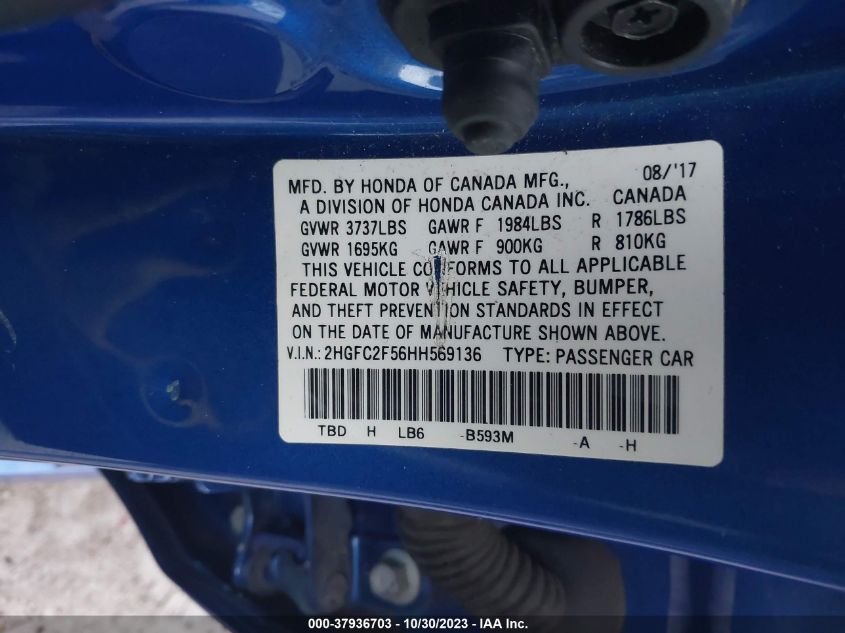 08/'17
MFD. BY HONDA OF CANADA MFG.,
A DIVISION OF HONDA CANADA INC. CANADA
GVWR 3737LBS GAWR F 1984LBS R 1786LBS
GVWR 1695KG GAWR F 900KG R 810KG
THIS VEHICLE CONFORMS TO ALL APPLICABLE
FEDERAL MOTOR VEHICLE SAFETY, BUMPER,
AND THEFT PREVENTION STANDARDS IN EFFECT
ON THE DATE OF MANUFACTURE SHOWN ABOVE.
V.I.N.: 2HGFC2F56HH569136 TYPE: PASSENGER CAR
TBD H LB6 -B593M -A -H
000-37936703 - 10/30/2023 - IAA Inc.